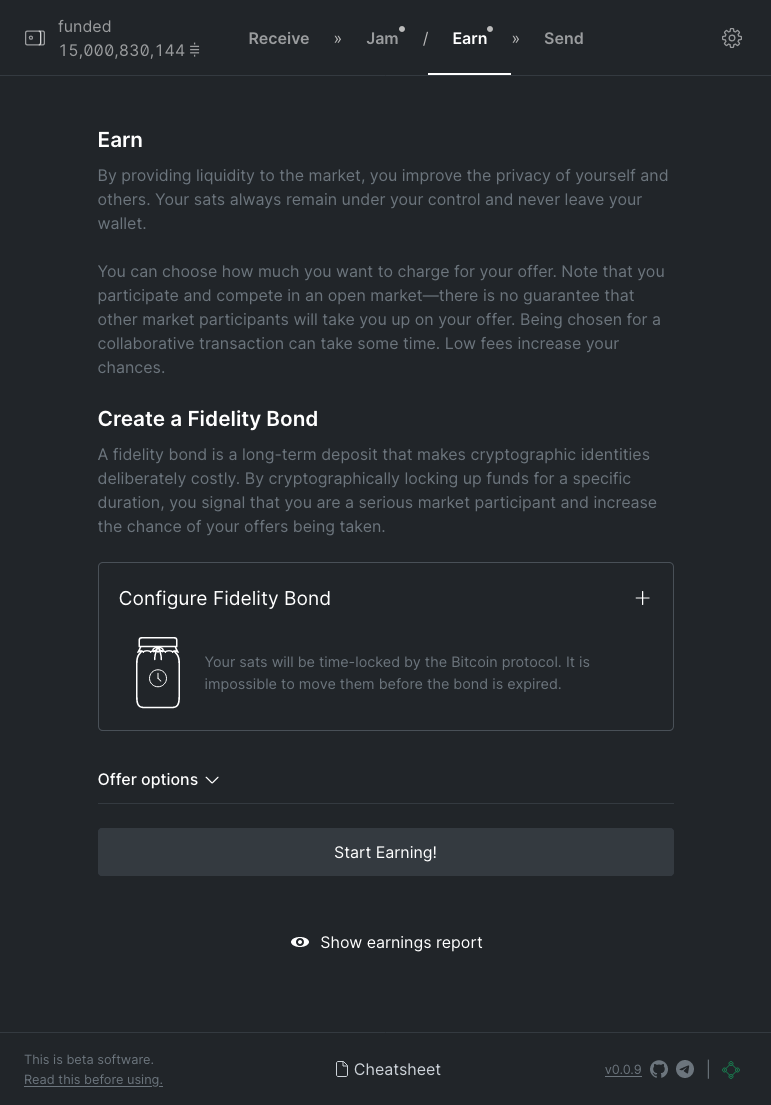 funded
15,000,830,144
Receive » Jam / Earn » Send
Earn
By providing liquidity to the market, you improve the privacy of yourself and
others. Your sats always remain under your control and never leave your
wallet.
You can choose how much you want to charge for your offer. Note that you
participate and compete in an open market—there is no guarantee that
other market participants will take you up on your offer. Being chosen for a
collaborative transaction can take some time. Low fees increase your
chances.
Create a Fidelity Bond
A fidelity bond is a long-term deposit that makes cryptographic identities
deliberately costly. By cryptographically locking up funds for a specific
duration, you signal that you are a serious market participant and increase
the chance of your offers being taken.
Configure Fidelity Bond
Your sats will be time-locked by the Bitcoin protocol. It is
impossible to move them before the bond is expired.
Offer options
Start Earning!
Show earnings report
This is beta software.
Read this before using.
Cheatsheet
v0.0.9